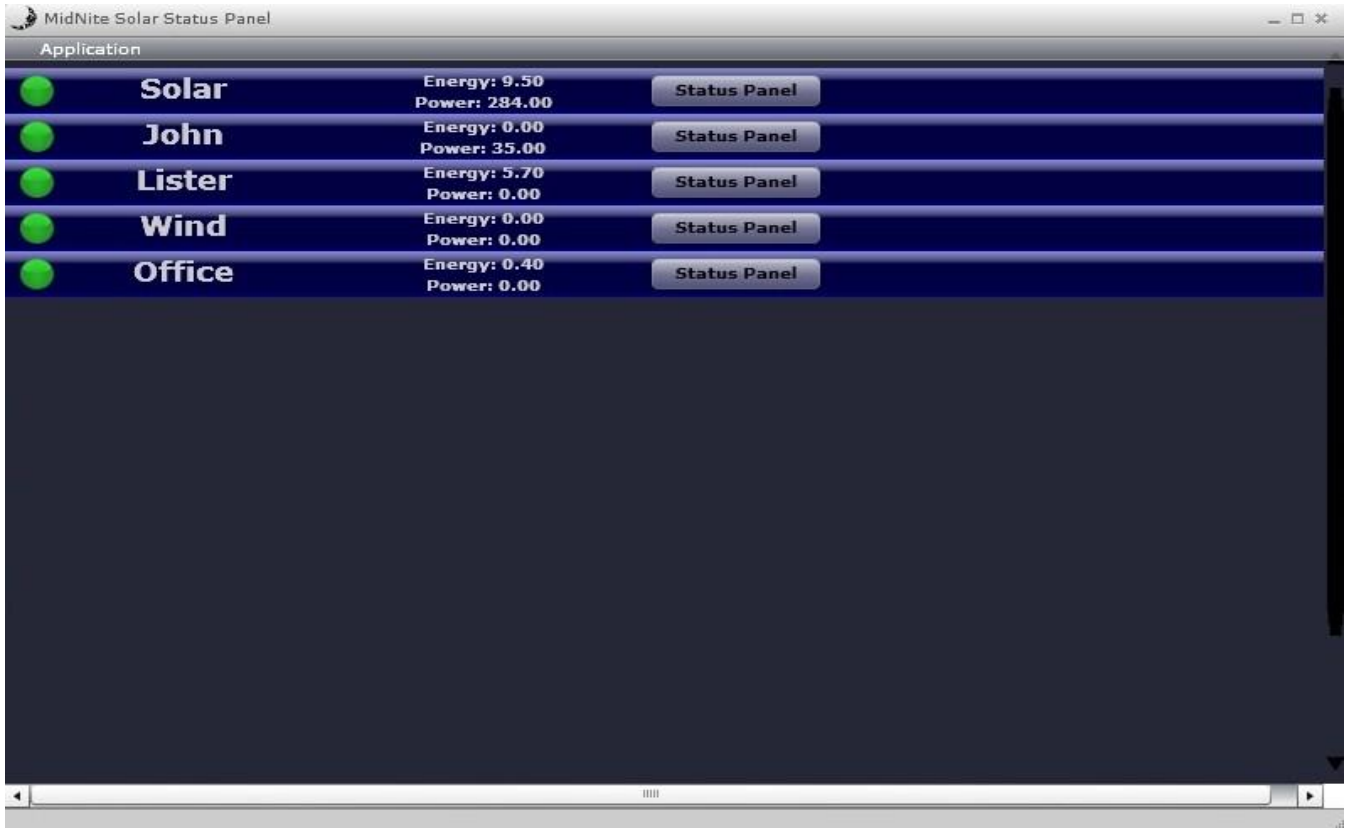 MidNite Solar Status Panel
Application
Solar
Energy: 9.50
Power: 284.00
Status Panel
John
Energy: 0.00
Power: 35.00
Status Panel
Lister
Energy: 5.70
Power: 0.00
Status Panel
Wind
Energy: 0.00
Power: 0.00
Status Panel
Office
Energy: 0.40
Power: 0.00
Status Panel